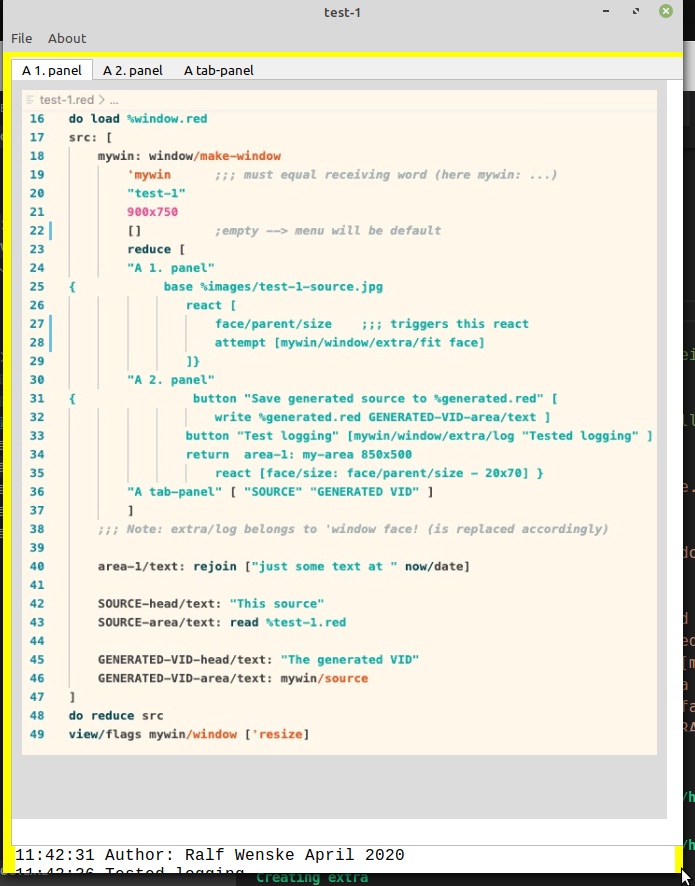 test-1
File About
A 1. panel A 2. panel A tab-panel
test-1.red > ...
16 do load %window.red
17 src: [
18 mywin: window/make-window
19 'mywin ;;; must equal receiving word (here mywin: ...)
20 "test-1"
21 900x750
22 [] ;empty --> menu will be default
23 reduce [
24 "A 1. panel"
25 { base %images/test-1-source.jpg
26 react [
27 face/parent/size ;;; triggers this react
28 attempt [mywin/window/extra/fit face]
29 ]}
30 "A 2. panel"
31 { button "Save generated source to %generated.red" [
32 write %generated.red GENERATED-VID-area/text ]
33 button "Test logging" [mywin/window/extra/log "Tested logging" ]
34 return area-1: my-area 850x500
35 react [face/size: face/parent/size - 20x70] }
36 "A tab-panel" [ "SOURCE" "GENERATED VID" ]
37 ]
38 ;;; Note: extra/log belongs to 'window face! (is replaced accordingly)
39
40 area-1/text: rejoin ["just some text at " now/date]
41
42 SOURCE-head/text: "This source"
43 SOURCE-area/text: read %test-1.red
44
45 GENERATED-VID-head/text: "The generated VID"
46 GENERATED-VID-area/text: mywin/source
47 ]
48 do reduce src
49 view/flags mywin/window ['resize]
11:42:31 Author: Ralf Wenske April 2020
11:42:36 Tested logging
Creating extra